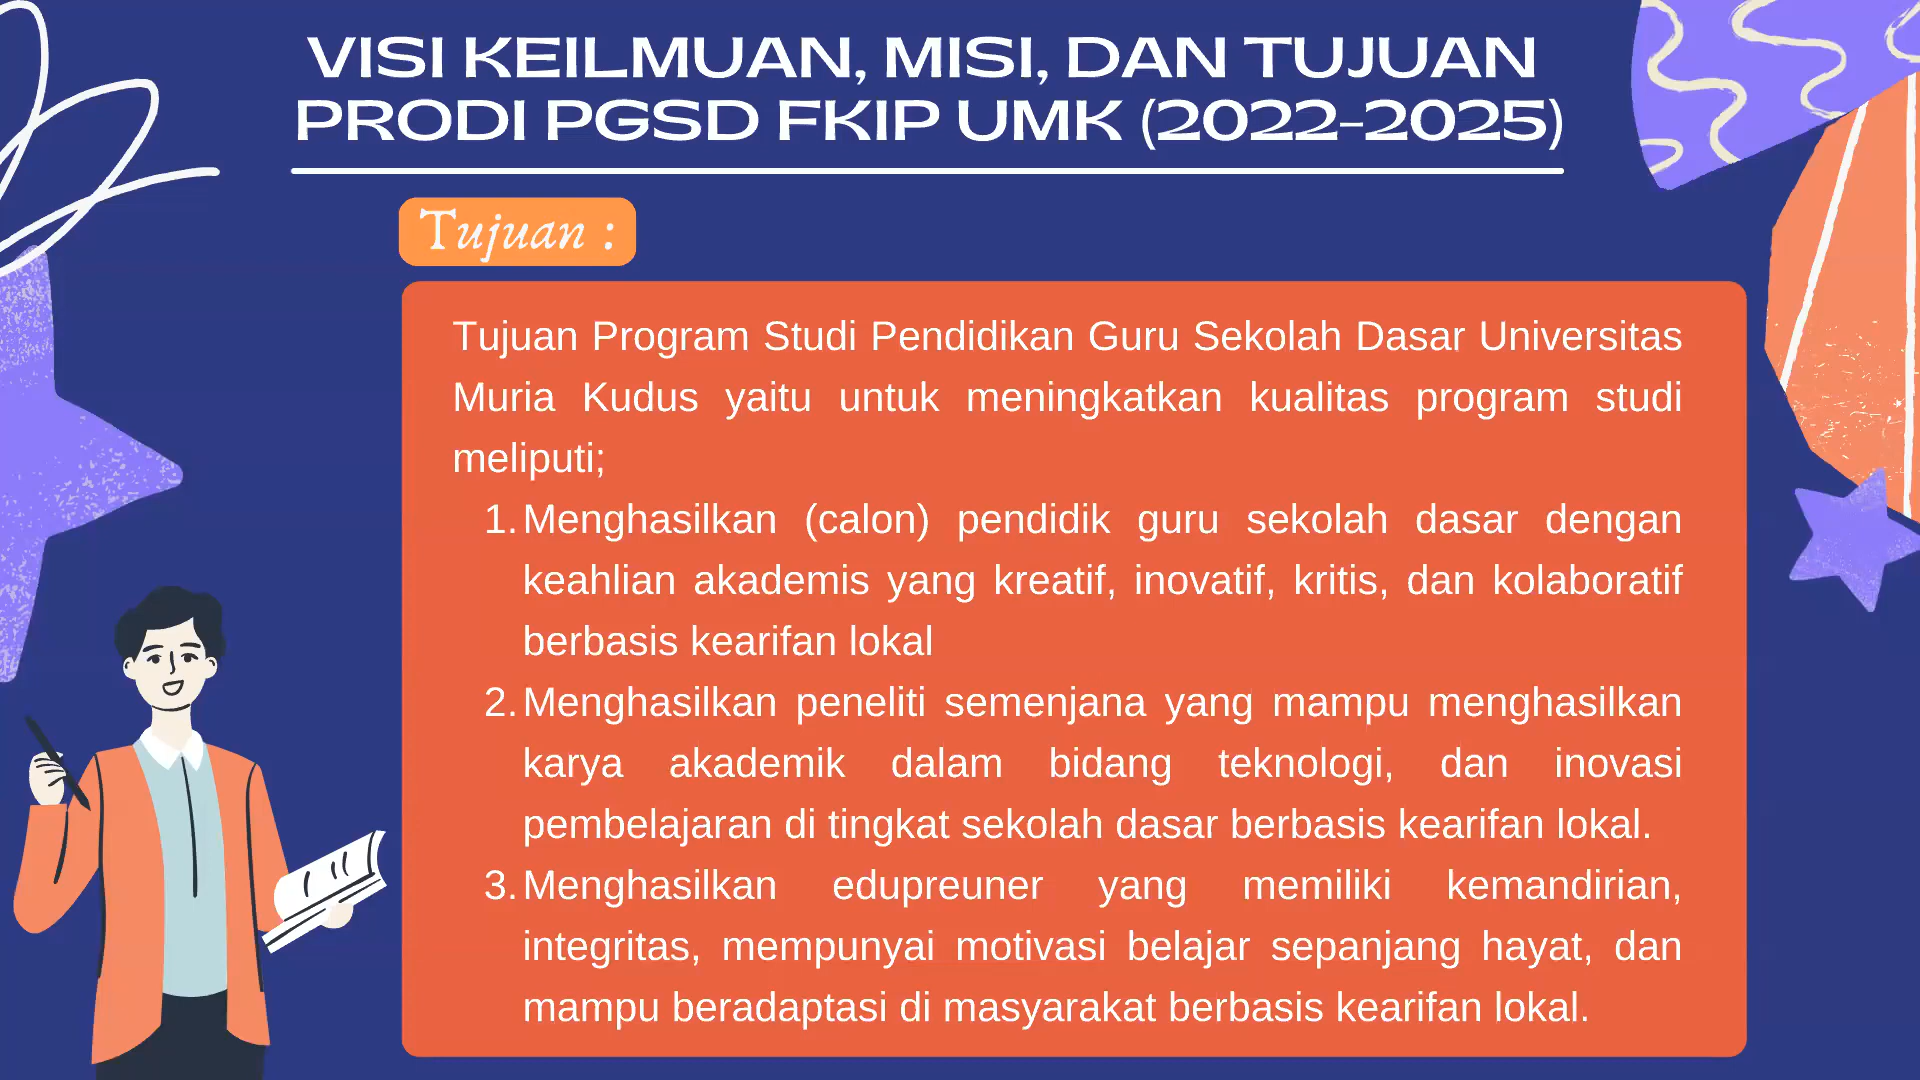 VISI KEILMUAN, MISI, DAN TUJUAN
PRODI PGSD FKIP UMK (2022-2025)
Tujuan :
Tujuan Program Studi Pendidikan Guru Sekolah Dasar Universitas
Muria Kudus yaitu untuk meningkatkan kualitas program studi
meliputi;
1. Menghasilkan (calon) pendidik guru sekolah dasar dengan
keahlian akademis yang kreatif, inovatif, kritis, dan kolaboratif
berbasis kearifan lokal
2. Menghasilkan peneliti semenjana yang mampu menghasilkan
karya akademik dalam bidang teknologi, dan inovasi
pembelajaran di tingkat sekolah dasar berbasis kearifan lokal.
3. Menghasilkan edupreuner yang memiliki kemandirian,
integritas, mempunyai motivasi belajar sepanjang hayat, dan
mampu beradaptasi di masyarakat berbasis kearifan lokal.